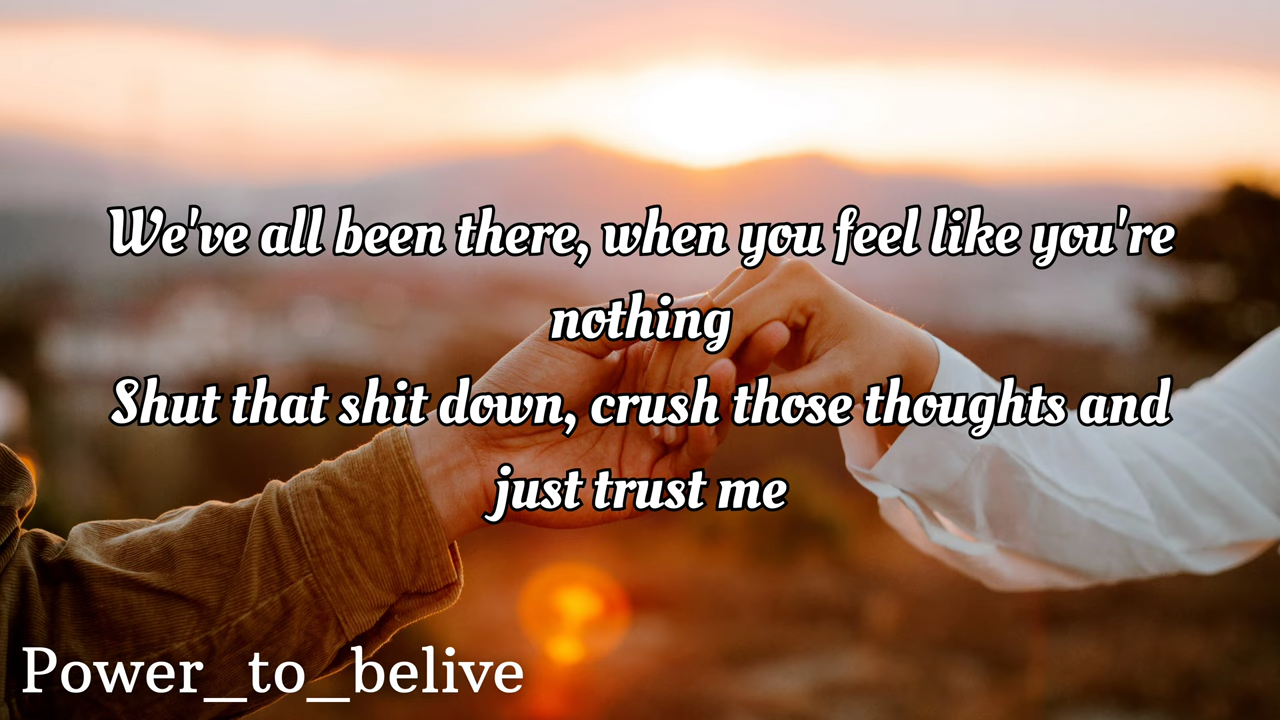 We've all been there, when you feel like you're
nothing
Shut that shit down, crush those thoughts and
just trust me
Power_to_belive